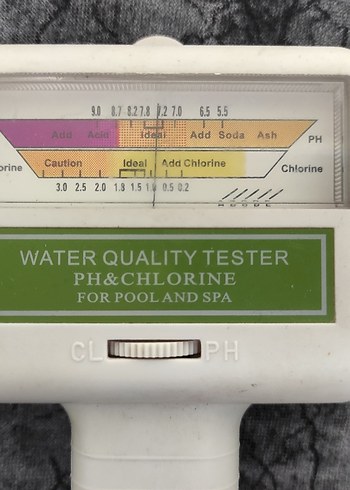 9.0 8.7 8.2 7.8 7.2 7.0 6.5 5.5
Add Acid Ideal Add Soda Ash PH
orine Caution Ideal Add Chlorine Chlorine
3.0 2.5 2.0 1.8 1.5 1.0 0.5 0.2
WATER QUALITY TESTER
PH&CHLORINE
FOR POOL AND SPA
CL PH